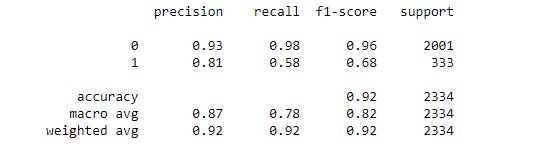 precision recall f1-score support
0 0.93 0.98 0.96 2001
1 0.81 0.58 0.68 333
accuracy 0.92 2334
macro avg 0.87 0.78 0.82 2334
weighted avg 0.92 0.92 0.92 2334